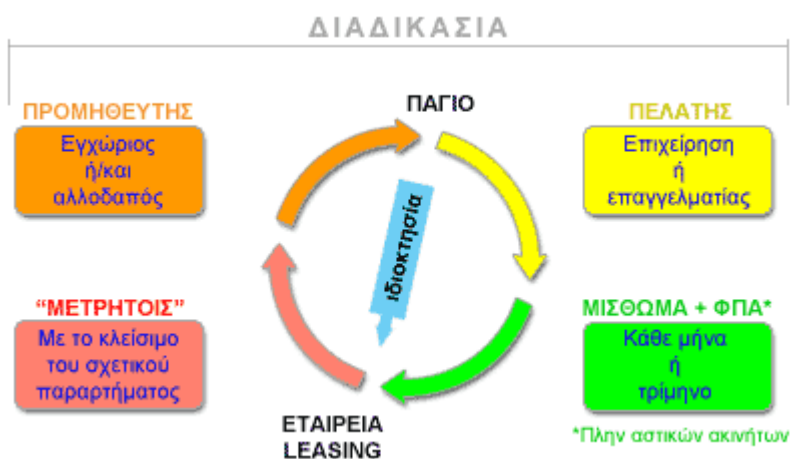 ΔΙΑΔΙΚΑΣΙΑ
ΠΡΟΜΗΘΕΥΤΗΣ
Εγχώριος
ή/και
αλλοδαπός
ΠΑΓΙΟ
ΠΕΛΑΤΗΣ
Επιχείρηση
ή
επαγγελματίας
ιδιοκτησία
“ΜΕΤΡΗΤΟΙΣ”
Με το κλείσιμο
του σχετικού
παραρτήματος
ΜΙΣΘΩΜΑ + ΦΠΑ*
Κάθε μήνα
ή
τρίμηνο
ΕΤΑΙΡΕΙΑ
LEASING
*Πλην αστικών ακινήτων